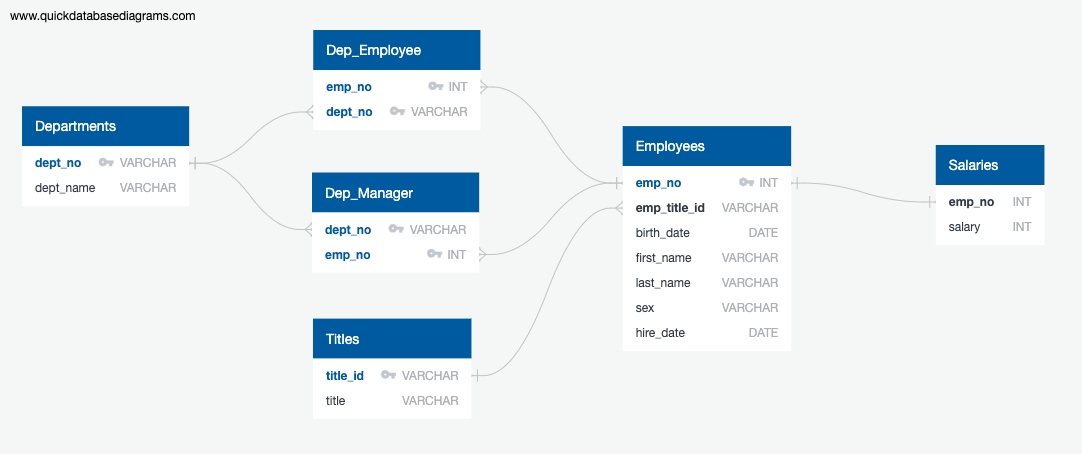 www.quickdatabasediagrams.com
Dep_Employee
emp_no INT
dept_no VARCHAR
Departments
dept_no VARCHAR
dept_name VARCHAR
Dep_Manager
dept_no VARCHAR
emp_no INT
Titles
title_id VARCHAR
title VARCHAR
Employees
emp_no INT
emp_title_id VARCHAR
birth_date DATE
first_name VARCHAR
last_name VARCHAR
sex VARCHAR
hire_date DATE
Salaries
emp_no INT
salary INT